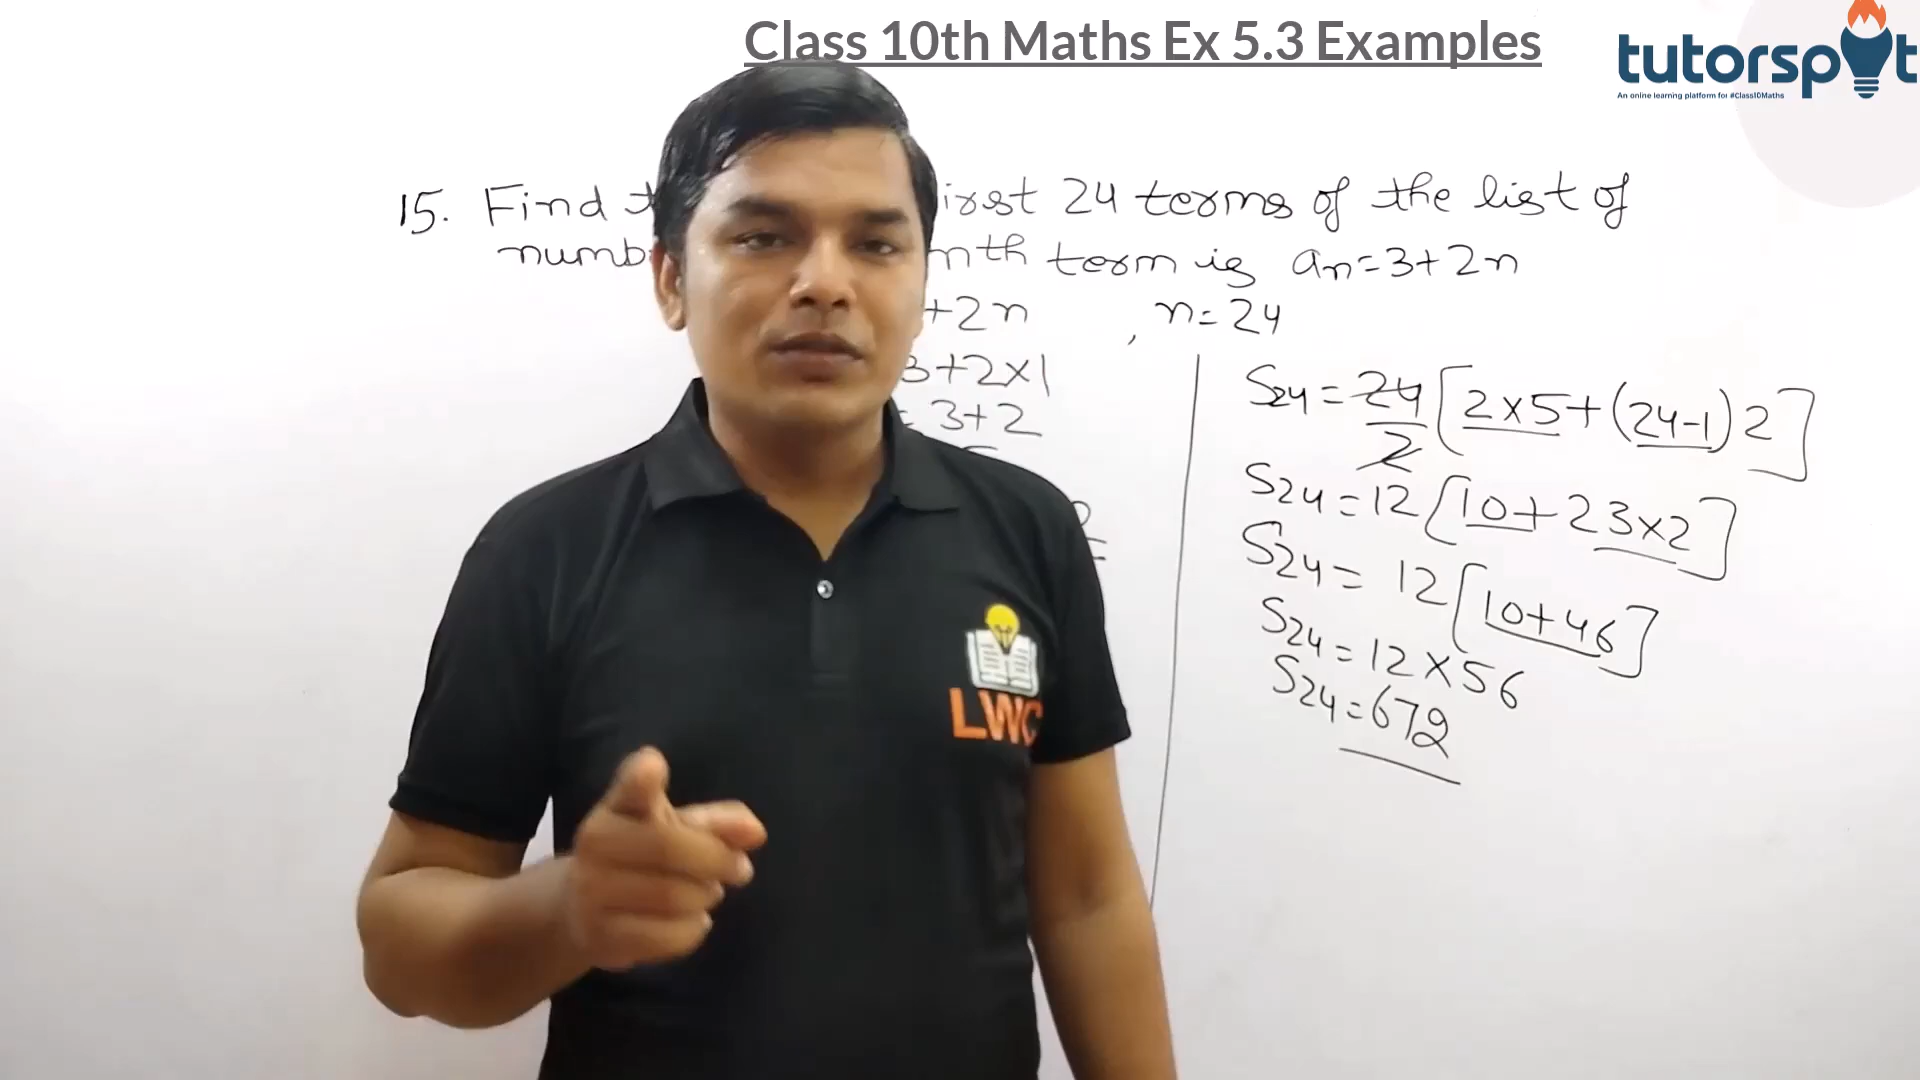 Class 10th Maths Ex 5.3 Examples
tutorspot
An online learning platform for #Class10Maths
15. Find 24 terms of the list of
nth term is an=3+2n
+2n , n=24
3+2×1
= 3+2
S24 = 24/2 [2×5+(24-1)2]
S24 = 12 [10+23×2]
S24 = 12 [10+46]
S24 = 12×56
S24 = 672
LWC